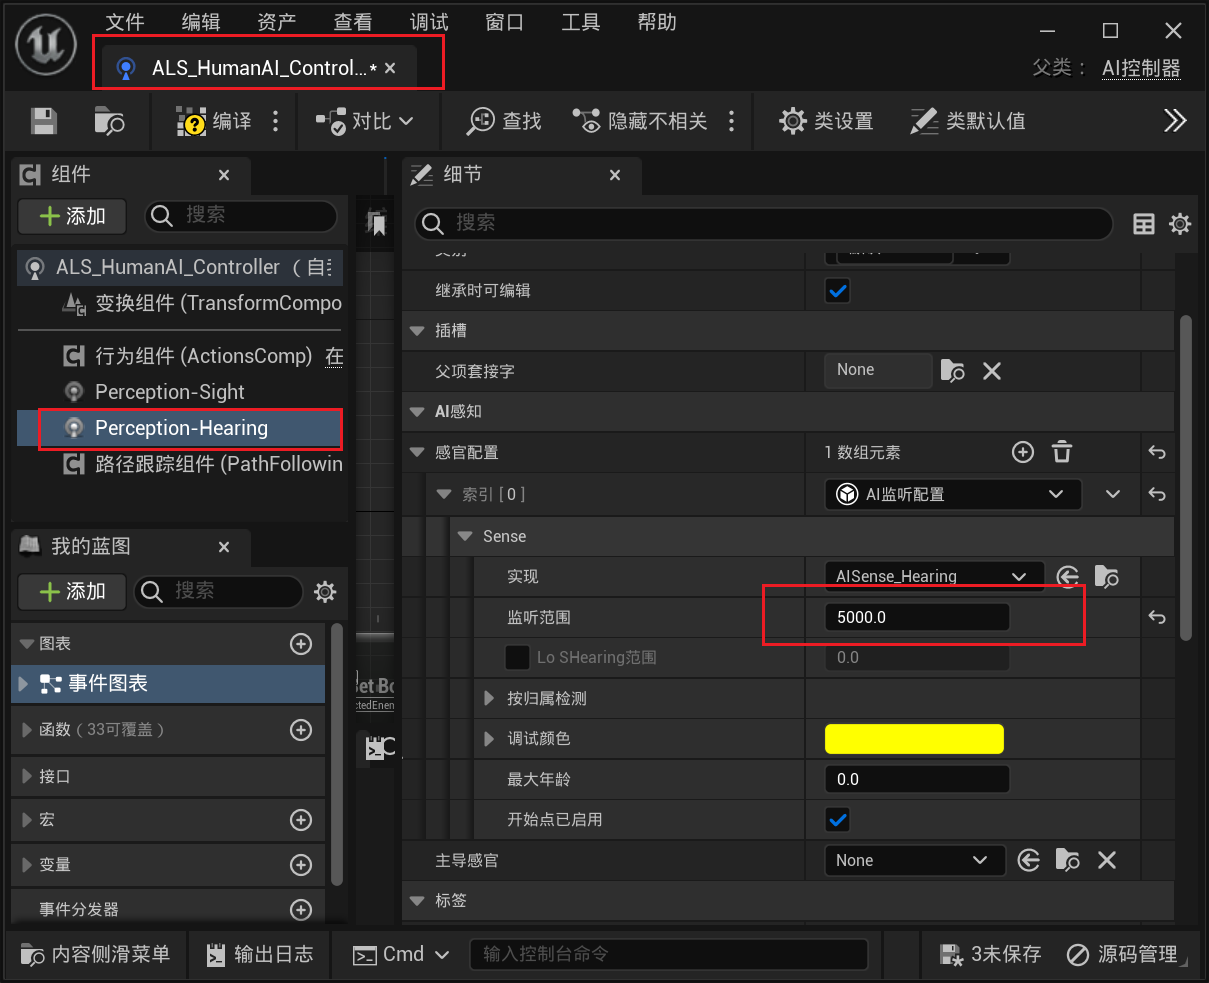 文件 编辑 资产 查看 调试 窗口 工具 帮助
ALS_HumanAI_Control...*
父类： AI控制器
编译 对比 查找 隐藏不相关 类设置 类默认值
组件
添加 搜索
ALS_HumanAI_Controller （自
变换组件 (TransformCompo
行为组件 (ActionsComp) 在
Perception-Sight
Perception-Hearing
路径跟踪组件 (PathFollowin
我的蓝图
添加 搜索
图表
事件图表
函数（33可覆盖）
接口
宏
变量
事件分发器
et Bo
ctedEnem
细节
搜索
继承时可编辑
插槽
父项套接字 None
AI感知
感官配置 1 数组元素
索引 [ 0 ] AI监听配置
Sense
实现 AISense_Hearing
监听范围 5000.0
Lo SHearing范围 0.0
按归属检测
调试颜色
最大年龄 0.0
开始点已启用
主导感官 None
标签
内容侧滑菜单 输出日志 Cmd 输入控制台命令 3未保存 源码管理